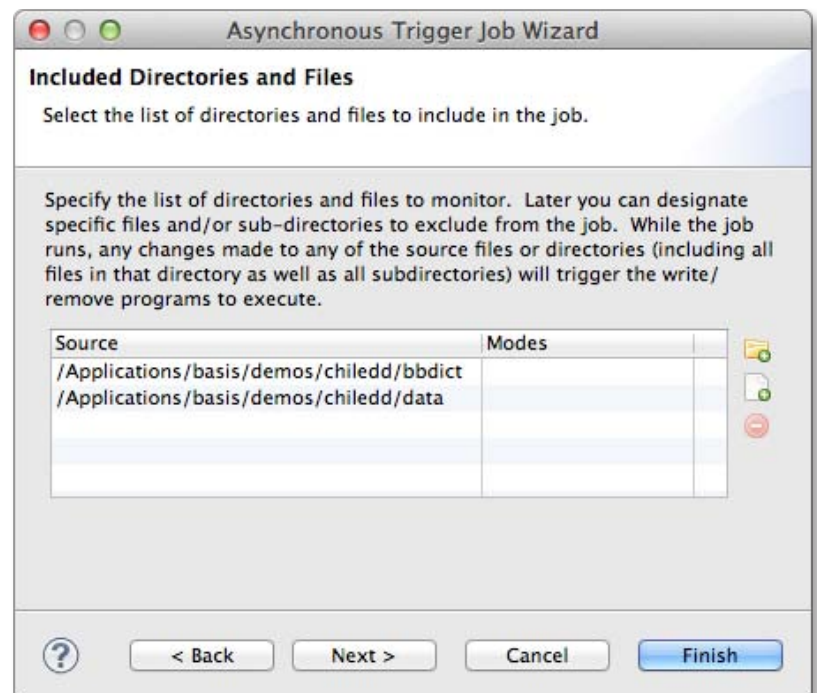 Asynchronous Trigger Job Wizard
Included Directories and Files
Select the list of directories and files to include in the job.
Specify the list of directories and files to monitor.  Later you can designate
specific files and/or sub-directories to exclude from the job.  While the job
runs, any changes made to any of the source files or directories (including all
files in that directory as well as all subdirectories) will trigger the write/
remove programs to execute.
Source Modes
/Applications/basis/demos/chiledd/bbdict
/Applications/basis/demos/chiledd/data
? < Back Next > Cancel Finish